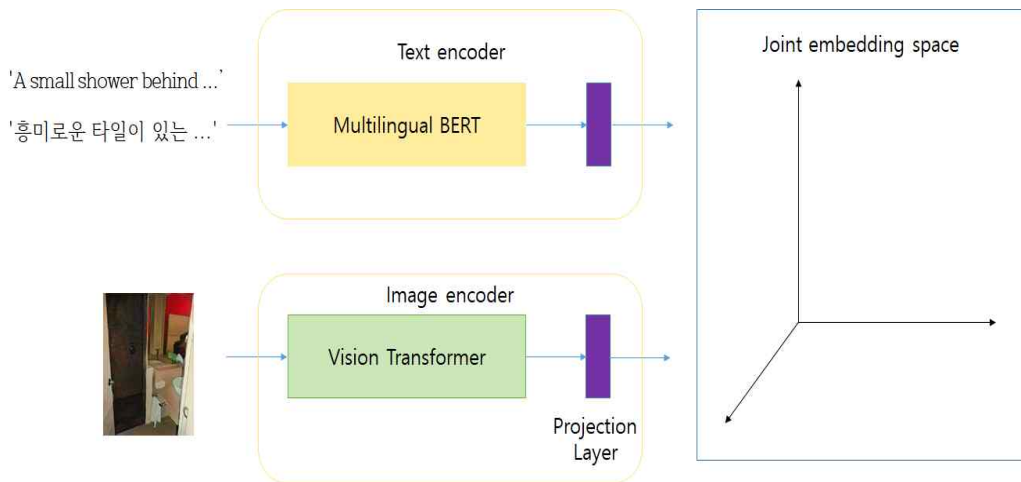 Text encoder
Joint embedding space
'A small shower behind ...'
Multilingual BERT
'흥미로운 타일이 있는 ...'
Image encoder
Vision Transformer
Projection
Layer